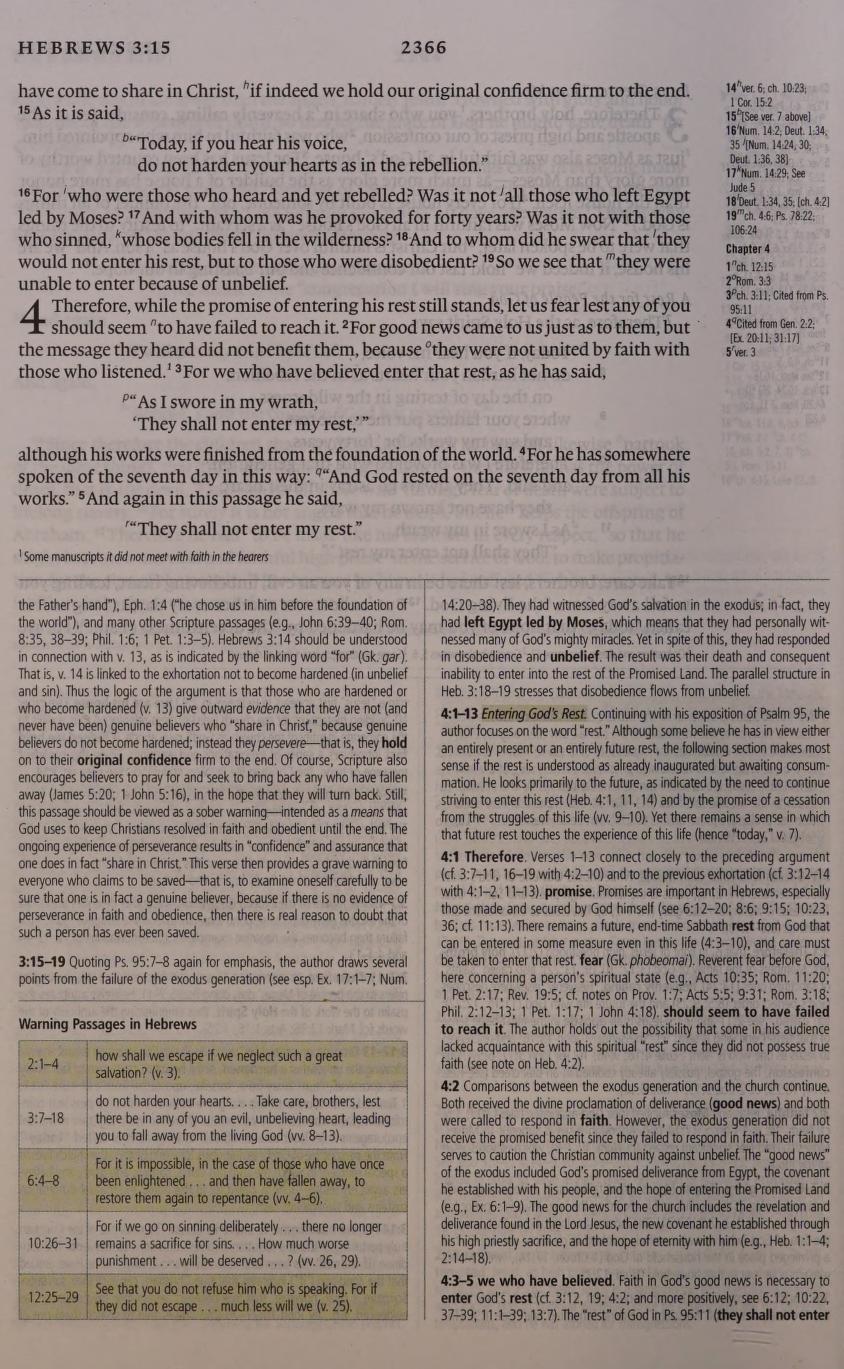 HEBREWS 3:15
2366
have come to share in Christ, ʰif indeed we hold our original confidence firm to the end.
¹⁵As it is said,
ᵇ“Today, if you hear his voice,
do not harden your hearts as in the rebellion.”
¹⁶For ⁱwho were those who heard and yet rebelled? Was it not ʲall those who left Egypt
led by Moses? ¹⁷And with whom was he provoked for forty years? Was it not with those
who sinned, ᵏwhose bodies fell in the wilderness? ¹⁸And to whom did he swear that ˡthey
would not enter his rest, but to those who were disobedient? ¹⁹So we see that ᵐthey were
unable to enter because of unbelief.
4 Therefore, while the promise of entering his rest still stands, let us fear lest any of you
should seem ⁿto have failed to reach it. ²For good news came to us just as to them, but
the message they heard did not benefit them, because ᵒthey were not united by faith with
those who listened.¹ ³For we who have believed enter that rest, as he has said,
ᵖ“As I swore in my wrath,
‘They shall not enter my rest,’”
although his works were finished from the foundation of the world. ⁴For he has somewhere
spoken of the seventh day in this way: q“And God rested on the seventh day from all his
works.” ⁵And again in this passage he said,
ʳ“They shall not enter my rest.”
¹ Some manuscripts it did not meet with faith in the hearers
14ʰver. 6; ch. 10:23;
1 Cor. 15:2
15ᵇ[See ver. 7 above]
16ⁱNum. 14:2; Deut. 1:34,
35 ʲ[Num. 14:24, 30;
Deut. 1:36, 38]
17ᵏNum. 14:29; See
Jude 5
18ˡDeut. 1:34, 35; [ch. 4:2]
19ᵐch. 4:6; Ps. 78:22;
106:24
Chapter 4
1ⁿch. 12:15
2ᵒRom. 3:3
3ᵖch. 3:11; Cited from Ps.
95:11
4qCited from Gen. 2:2;
[Ex. 20:11; 31:17]
5ʳver. 3
the Father's hand”), Eph. 1:4 (“he chose us in him before the foundation of
the world”), and many other Scripture passages (e.g., John 6:39–40; Rom.
8:35, 38–39; Phil. 1:6; 1 Pet. 1:3–5). Hebrews 3:14 should be understood
in connection with v. 13, as is indicated by the linking word “for” (Gk. gar).
That is, v. 14 is linked to the exhortation not to become hardened (in unbelief
and sin). Thus the logic of the argument is that those who are hardened or
who become hardened (v. 13) give outward evidence that they are not (and
never have been) genuine believers who “share in Christ,” because genuine
believers do not become hardened; instead they persevere—that is, they hold
on to their original confidence firm to the end. Of course, Scripture also
encourages believers to pray for and seek to bring back any who have fallen
away (James 5:20; 1 John 5:16), in the hope that they will turn back. Still,
this passage should be viewed as a sober warning—intended as a means that
God uses to keep Christians resolved in faith and obedient until the end. The
ongoing experience of perseverance results in “confidence” and assurance that
one does in fact “share in Christ.” This verse then provides a grave warning to
everyone who claims to be saved—that is, to examine oneself carefully to be
sure that one is in fact a genuine believer, because if there is no evidence of
perseverance in faith and obedience, then there is real reason to doubt that
such a person has ever been saved.
3:15–19 Quoting Ps. 95:7–8 again for emphasis, the author draws several
points from the failure of the exodus generation (see esp. Ex. 17:1–7; Num.
Warning Passages in Hebrews
2:1–4
how shall we escape if we neglect such a great
salvation? (v. 3).
3:7–18
do not harden your hearts. . . . Take care, brothers, lest
there be in any of you an evil, unbelieving heart, leading
you to fall away from the living God (vv. 8–13).
6:4–8
For it is impossible, in the case of those who have once
been enlightened . . . and then have fallen away, to
restore them again to repentance (vv. 4–6).
10:26–31
For if we go on sinning deliberately . . . there no longer
remains a sacrifice for sins. . . . How much worse
punishment . . . will be deserved . . . ? (vv. 26, 29).
12:25–29
See that you do not refuse him who is speaking. For if
they did not escape . . . much less will we (v. 25).
14:20–38). They had witnessed God's salvation in the exodus; in fact, they
had left Egypt led by Moses, which means that they had personally wit-
nessed many of God's mighty miracles. Yet in spite of this, they had responded
in disobedience and unbelief. The result was their death and consequent
inability to enter into the rest of the Promised Land. The parallel structure in
Heb. 3:18–19 stresses that disobedience flows from unbelief.
4:1–13 Entering God's Rest. Continuing with his exposition of Psalm 95, the
author focuses on the word “rest.” Although some believe he has in view either
an entirely present or an entirely future rest, the following section makes most
sense if the rest is understood as already inaugurated but awaiting consum-
mation. He looks primarily to the future, as indicated by the need to continue
striving to enter this rest (Heb. 4:1, 11, 14) and by the promise of a cessation
from the struggles of this life (vv. 9–10). Yet there remains a sense in which
that future rest touches the experience of this life (hence “today,” v. 7).
4:1 Therefore. Verses 1–13 connect closely to the preceding argument
(cf. 3:7–11, 16–19 with 4:2–10) and to the previous exhortation (cf. 3:12–14
with 4:1–2, 11–13). promise. Promises are important in Hebrews, especially
those made and secured by God himself (see 6:12–20; 8:6; 9:15; 10:23,
36; cf. 11:13). There remains a future, end-time Sabbath rest from God that
can be entered in some measure even in this life (4:3–10), and care must
be taken to enter that rest. fear (Gk. phobeomai). Reverent fear before God,
here concerning a person's spiritual state (e.g., Acts 10:35; Rom. 11:20;
1 Pet. 2:17; Rev. 19:5; cf. notes on Prov. 1:7; Acts 5:5; 9:31; Rom. 3:18;
Phil. 2:12–13; 1 Pet. 1:17; 1 John 4:18). should seem to have failed
to reach it. The author holds out the possibility that some in his audience
lacked acquaintance with this spiritual “rest” since they did not possess true
faith (see note on Heb. 4:2).
4:2 Comparisons between the exodus generation and the church continue.
Both received the divine proclamation of deliverance (good news) and both
were called to respond in faith. However, the exodus generation did not
receive the promised benefit since they failed to respond in faith. Their failure
serves to caution the Christian community against unbelief. The “good news”
of the exodus included God's promised deliverance from Egypt, the covenant
he established with his people, and the hope of entering the Promised Land
(e.g., Ex. 6:1–9). The good news for the church includes the revelation and
deliverance found in the Lord Jesus, the new covenant he established through
his high priestly sacrifice, and the hope of eternity with him (e.g., Heb. 1:1–4;
2:14–18).
4:3–5 we who have believed. Faith in God's good news is necessary to
enter God's rest (cf. 3:12, 19; 4:2; and more positively, see 6:12; 10:22,
37–39; 11:1–39; 13:7). The “rest” of God in Ps. 95:11 (they shall not enter